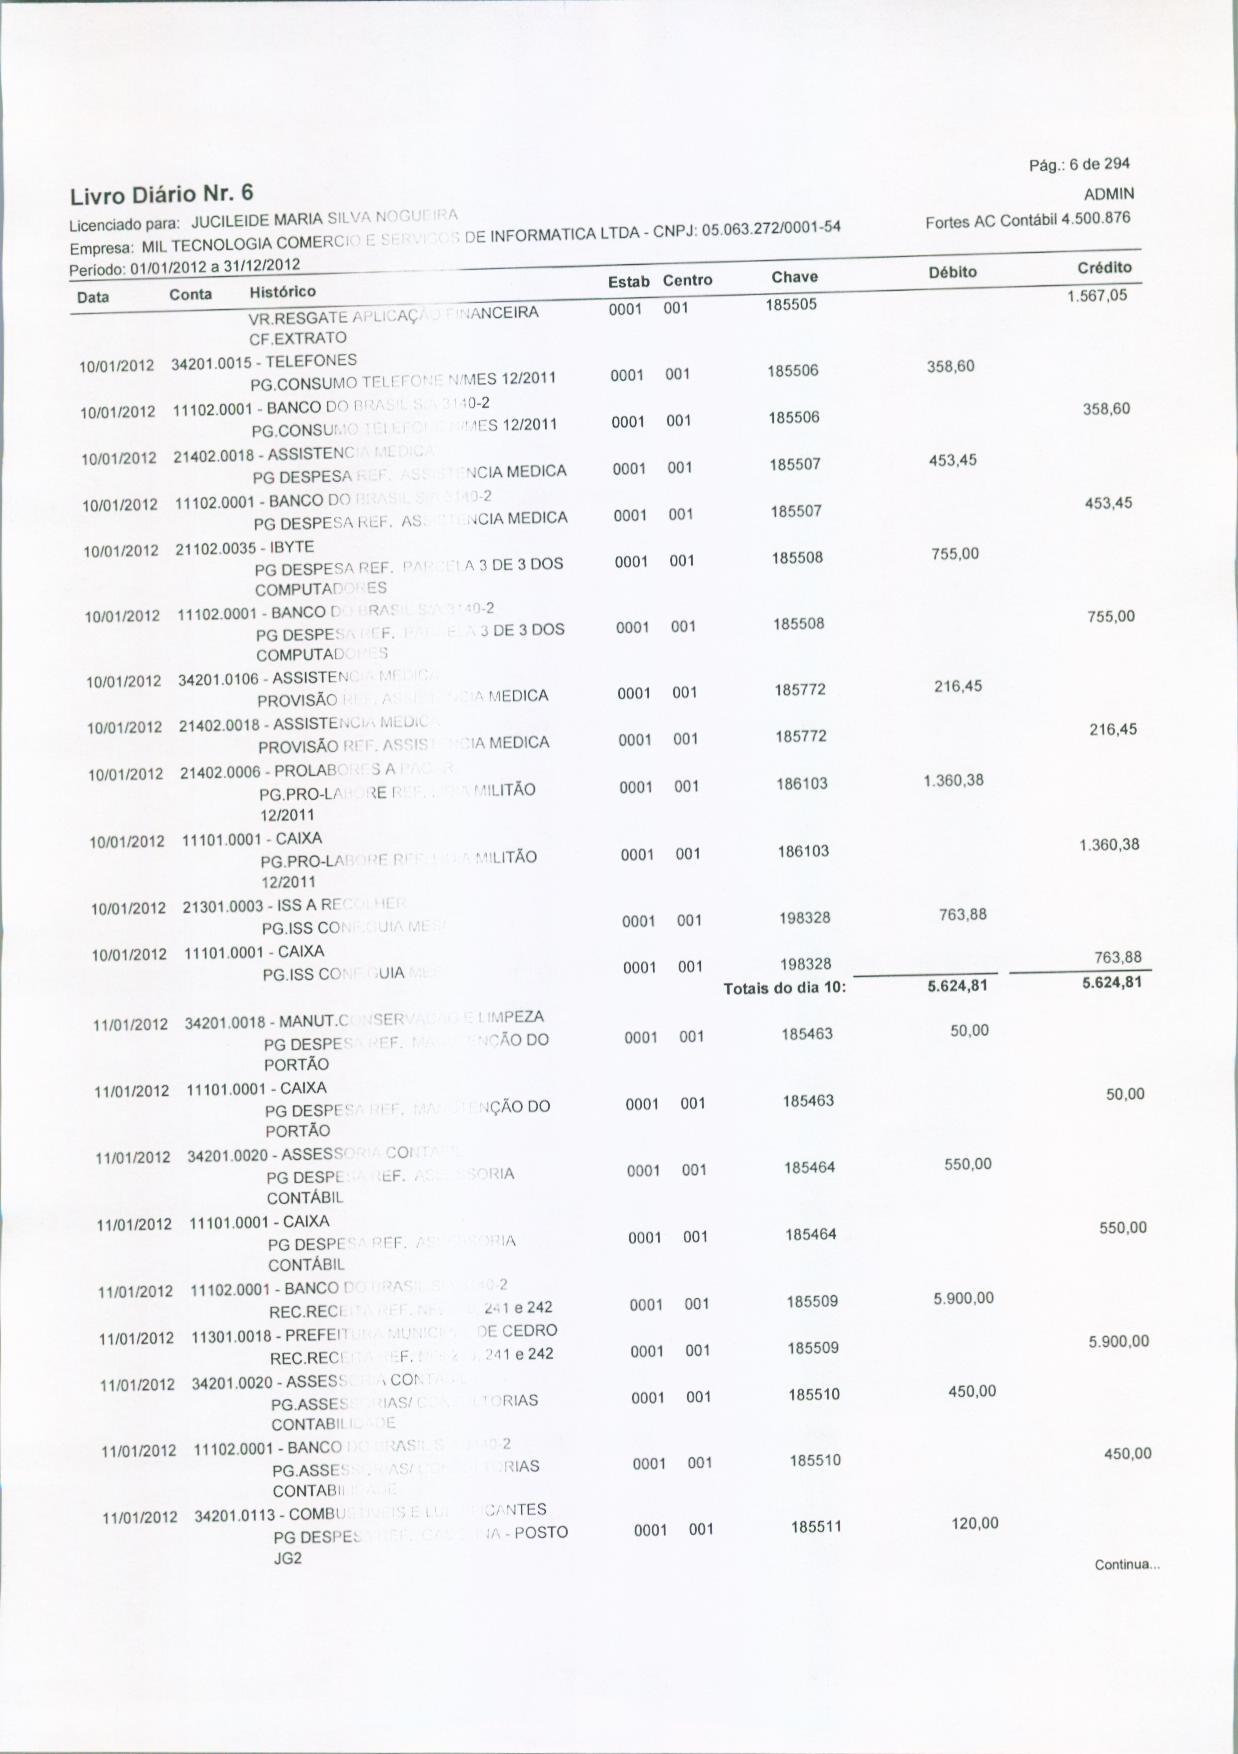 Pág.: 6 de 294
Livro Diário Nr. 6
ADMIN
Licenciado para: JUCILEIDE MARIA SILVA NOGUEIRA
Fortes AC Contábil 4.500.876
Empresa: MIL TECNOLOGIA COMERCIO E SERVICOS DE INFORMATICA LTDA - CNPJ: 05.063.272/0001-54
Período: 01/01/2012 a 31/12/2012
Data Conta Histórico Estab Centro Chave Débito Crédito
VR.RESGATE APLICAÇÃO FINANCEIRA 0001 001 185505 1.567,05
CF.EXTRATO
10/01/2012 34201.0015 - TELEFONES
PG.CONSUMO TELEFONE N/MES 12/2011 0001 001 185506 358,60
10/01/2012 11102.0001 - BANCO DO BRASIL S/A 3140-2
PG.CONSUMO TELEFONE N/MES 12/2011 0001 001 185506 358,60
10/01/2012 21402.0018 - ASSISTENCIA MEDICA
PG DESPESA REF. ASSISTENCIA MEDICA 0001 001 185507 453,45
10/01/2012 11102.0001 - BANCO DO BRASIL S/A 3140-2
PG DESPESA REF. ASSISTENCIA MEDICA 0001 001 185507 453,45
10/01/2012 21102.0035 - IBYTE
PG DESPESA REF. PARCELA 3 DE 3 DOS 0001 001 185508 755,00
COMPUTADORES
10/01/2012 11102.0001 - BANCO DO BRASIL S/A 3140-2
PG DESPESA REF. PARCELA 3 DE 3 DOS 0001 001 185508 755,00
COMPUTADORES
10/01/2012 34201.0106 - ASSISTENCIA MEDICA
PROVISÃO REF. ASSISTENCIA MEDICA 0001 001 185772 216,45
10/01/2012 21402.0018 - ASSISTENCIA MEDICA
PROVISÃO REF. ASSISTENCIA MEDICA 0001 001 185772 216,45
10/01/2012 21402.0006 - PROLABORES A PAGAR
PG.PRO-LABORE REF. MILITÃO 0001 001 186103 1.360,38
12/2011
10/01/2012 11101.0001 - CAIXA
PG.PRO-LABORE REF. MILITÃO 0001 001 186103 1.360,38
12/2011
10/01/2012 21301.0003 - ISS A RECOLHER
PG.ISS CONF.GUIA MES/ 0001 001 198328 763,88
10/01/2012 11101.0001 - CAIXA
PG.ISS CONF.GUIA 0001 001 198328 763,88
Totais do dia 10: 5.624,81 5.624,81
11/01/2012 34201.0018 - MANUT.CONSERVACAO E LIMPEZA
PG DESPESA REF. MANUTENÇÃO DO 0001 001 185463 50,00
PORTÃO
11/01/2012 11101.0001 - CAIXA
PG DESPESA REF. MANUTENÇÃO DO 0001 001 185463 50,00
PORTÃO
11/01/2012 34201.0020 - ASSESSORIA CONTABIL
PG DESPESA REF. ASSESSORIA 0001 001 185464 550,00
CONTÁBIL
11/01/2012 11101.0001 - CAIXA
PG DESPESA REF. ASSESSORIA 0001 001 185464 550,00
CONTÁBIL
11/01/2012 11102.0001 - BANCO DO BRASIL S/A 3140-2
REC.RECEITA REF. 241 e 242 0001 001 185509 5.900,00
11/01/2012 11301.0018 - PREFEITURA MUNICIPAL DE CEDRO
REC.RECEITA REF. 241 e 242 0001 001 185509 5.900,00
11/01/2012 34201.0020 - ASSESSORIA CONTABIL
PG.ASSESSORIAS/ CONSULTORIAS 0001 001 185510 450,00
CONTABILIDADE
11/01/2012 11102.0001 - BANCO DO BRASIL S/A 3140-2
PG.ASSESSORIAS/ CONSULTORIAS 0001 001 185510 450,00
CONTABILIDADE
11/01/2012 34201.0113 - COMBUSTIVEIS E LUBRIFICANTES
PG DESPESA REF. GASOLINA - POSTO 0001 001 185511 120,00
JG2
Continua...